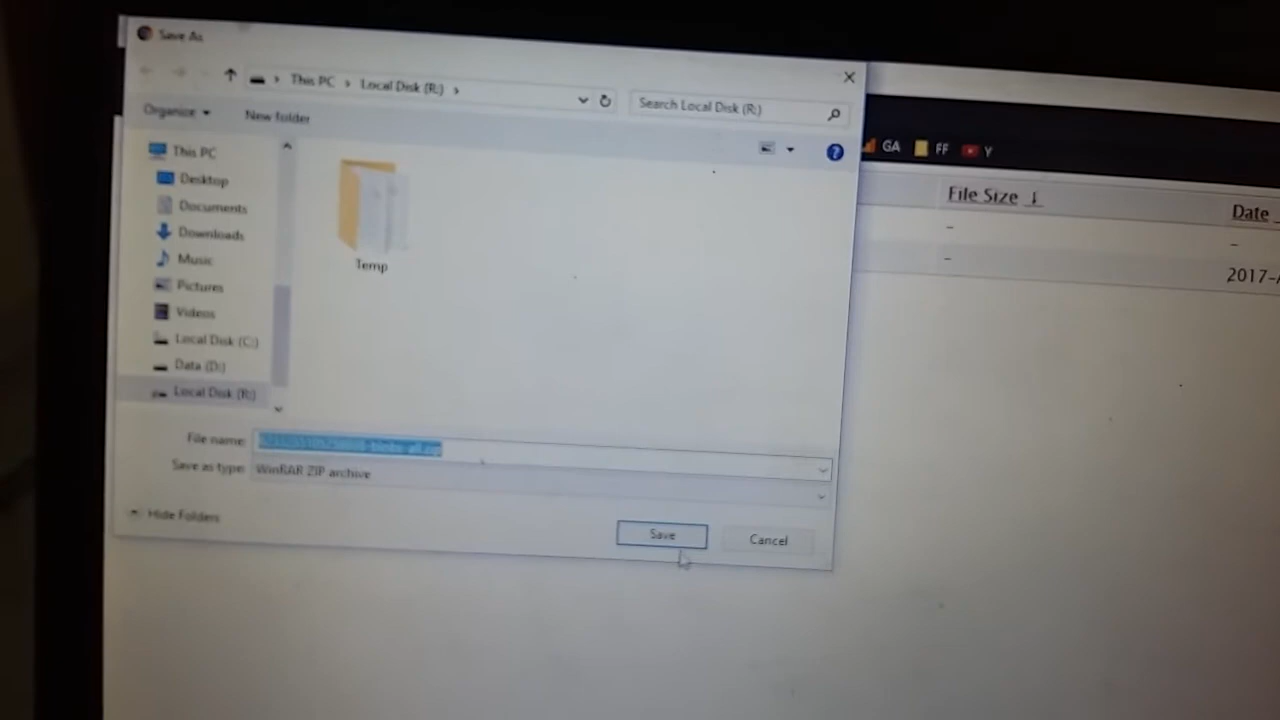 Save As
This PC > Local Disk (R:) >
Search Local Disk (R:)
Organize
New folder
GA
FF
Y
This PC
Desktop
Documents
Downloads
Music
Pictures
Videos
Local Disk (C:)
Data (D:)
Local Disk (R:)
Temp
File Size ↓
Date
–
–
–
2017-
File name:
Save as type:
WinRAR ZIP archive
Hide Folders
Save
Cancel